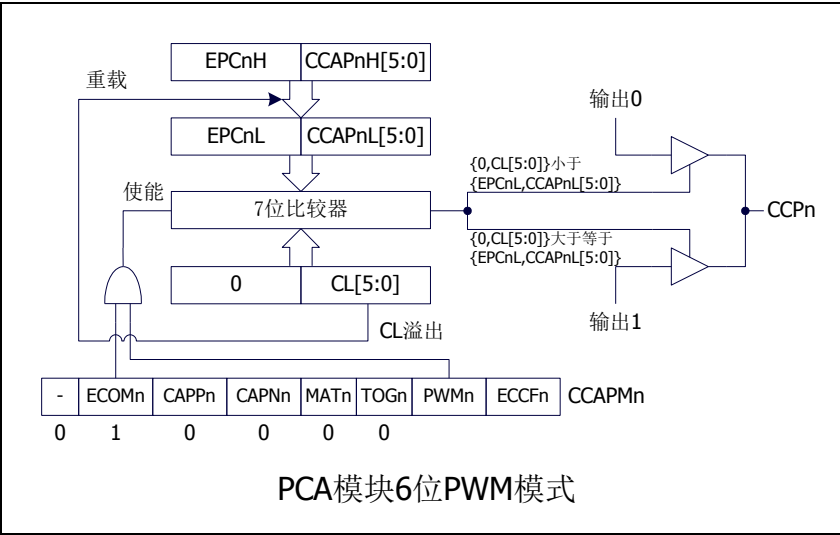 EPCnH CCAPnH[5:0]
重载
输出0
EPCnL CCAPnL[5:0]
{0,CL[5:0]}小于
{EPCnL,CCAPnL[5:0]}
使能
7位比较器
CCPn
{0,CL[5:0]}大于等于
{EPCnL,CCAPnL[5:0]}
0 CL[5:0]
输出1
CL溢出
- ECOMn CAPPn CAPNn MATn TOGn PWMn ECCFn CCAPMn
0 1 0 0 0 0
PCA模块6位PWM模式